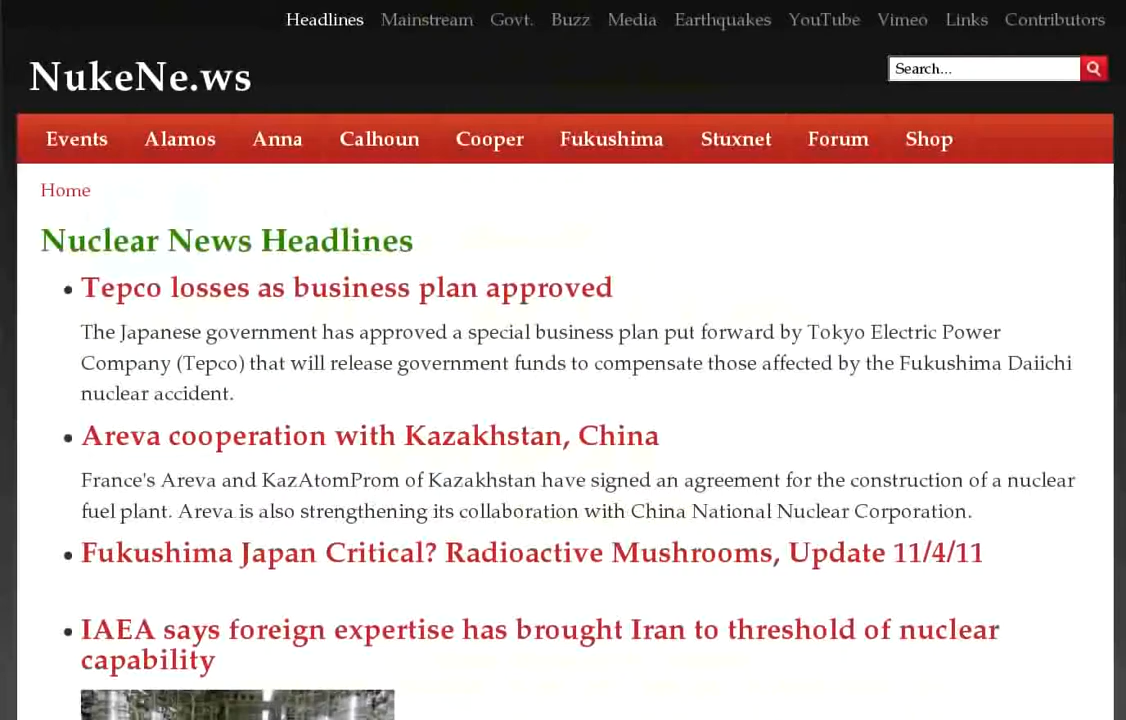 Headlines Mainstream Govt. Buzz Media Earthquakes YouTube Vimeo Links Contributors
NukeNe.ws
Search...
Events Alamos Anna Calhoun Cooper Fukushima Stuxnet Forum Shop
Home
Nuclear News Headlines
• Tepco losses as business plan approved
The Japanese government has approved a special business plan put forward by Tokyo Electric Power
Company (Tepco) that will release government funds to compensate those affected by the Fukushima Daiichi
nuclear accident.
• Areva cooperation with Kazakhstan, China
France's Areva and KazAtomProm of Kazakhstan have signed an agreement for the construction of a nuclear
fuel plant. Areva is also strengthening its collaboration with China National Nuclear Corporation.
• Fukushima Japan Critical? Radioactive Mushrooms, Update 11/4/11
• IAEA says foreign expertise has brought Iran to threshold of nuclear
capability